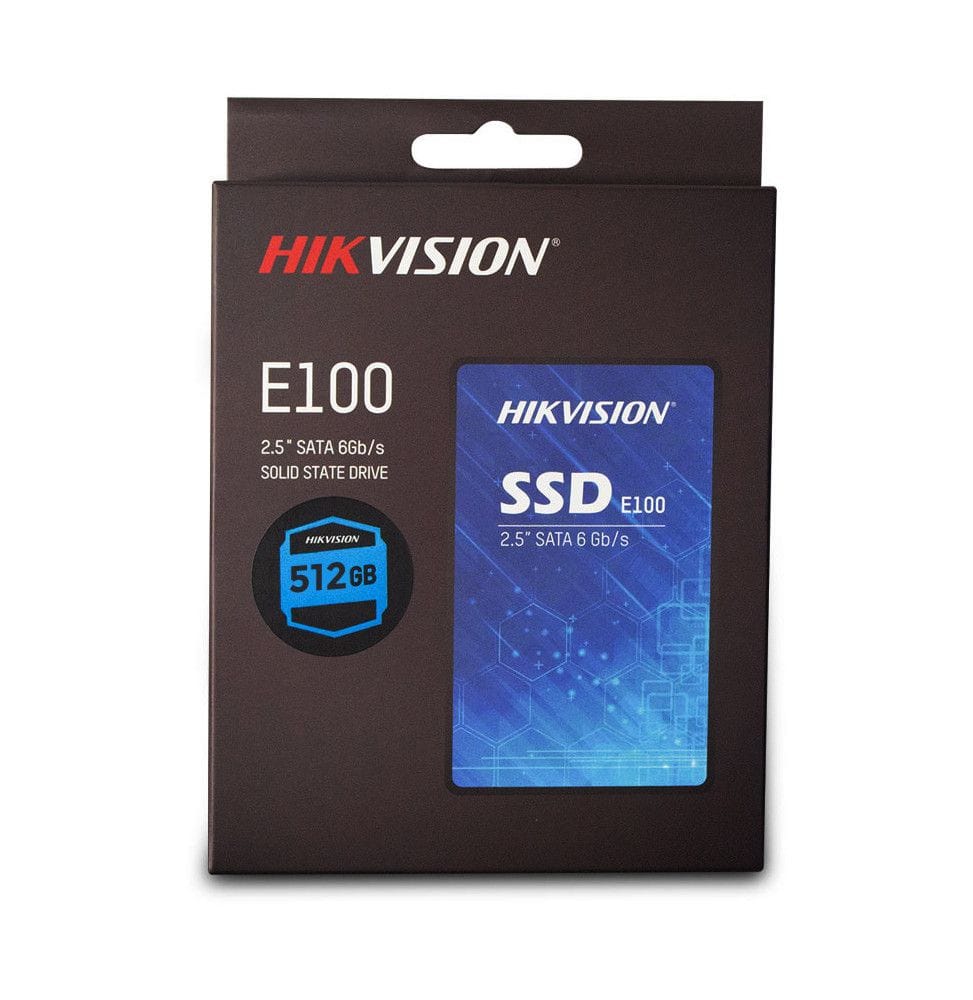 HIKVISION®
E100
2.5" SATA 6Gb/s
SOLID STATE DRIVE
HIKVISION
512GB
HIKVISION®
SSD E100
2.5" SATA 6 Gb/s